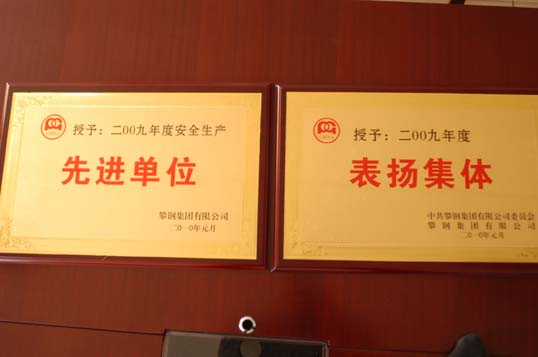 授予：二00九年度安全生产
先进单位
攀钢集团有限公司
二0一0年元月
授予：二00九年度
表扬集体
中共攀钢集团有限公司委员会
攀钢集团有限公司
二0一0年元月